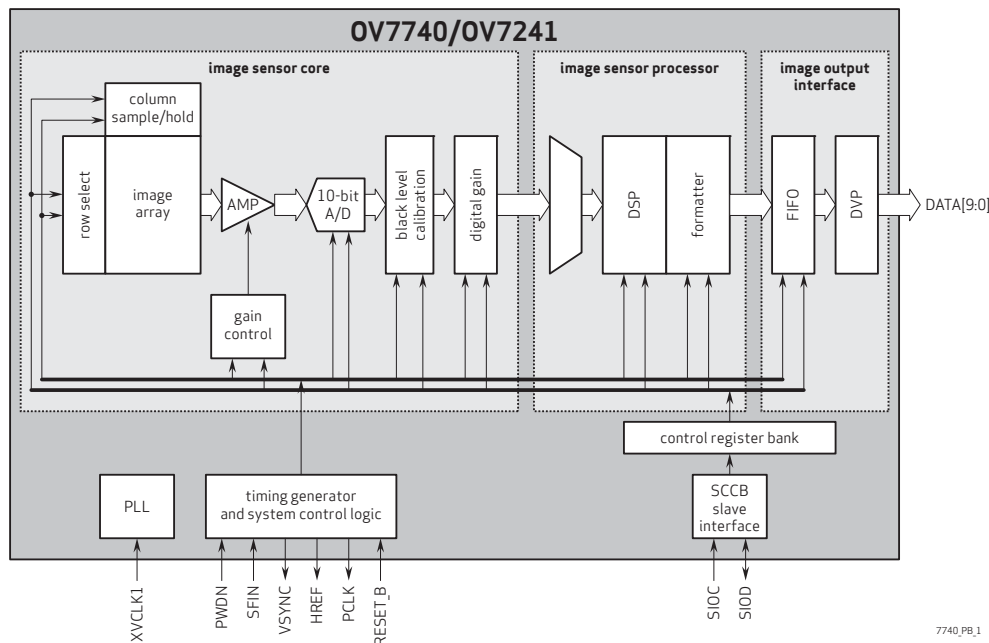 OV7740/OV7241
image sensor core
image sensor processor
image output
interface
column
sample/hold
row select
image
array
AMP
10-bit
A/D
black level
calibration
digital gain
DSP
formatter
FIFO
DVP
DATA[9:0]
gain
control
control register bank
PLL
timing generator
and system control logic
SCCB
slave
interface
XVCLK1
PWDN
SFIN
VSYNC
HREF
PCLK
RESET_B
SIOC
SIOD
7740_PB_1